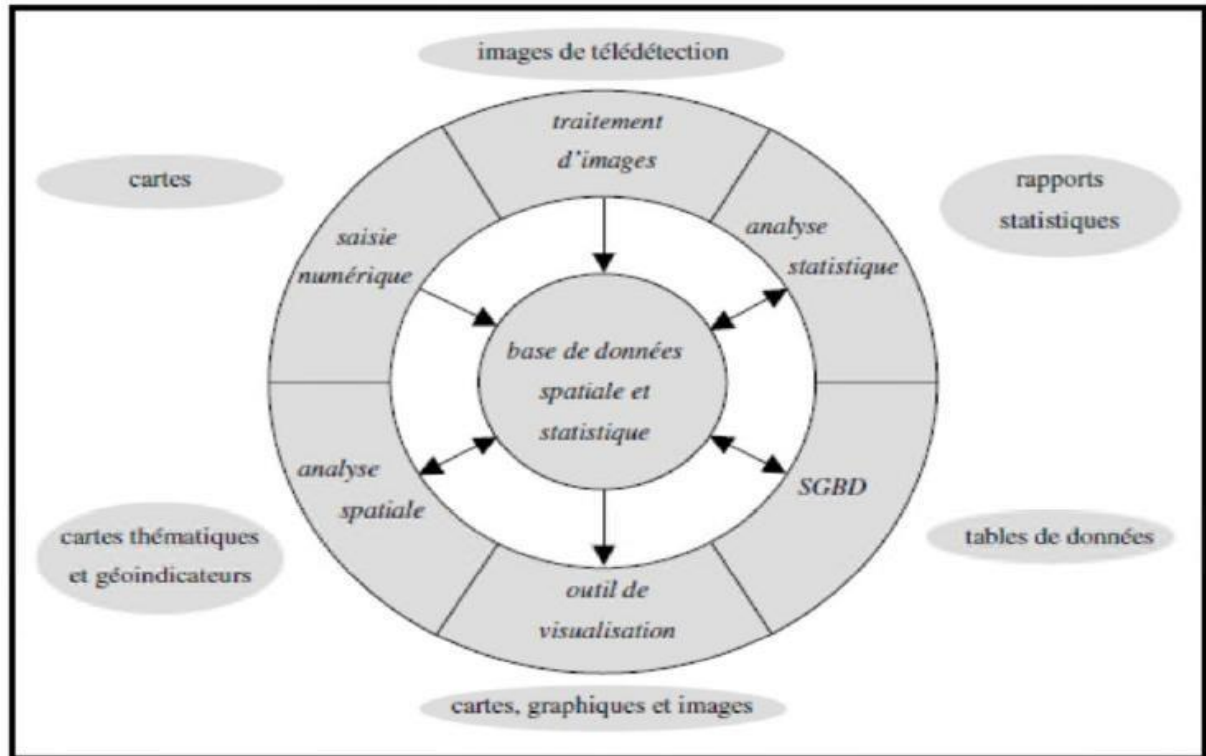 images de télédétection
traitement
d'images
cartes
rapports
statistiques
saisie
numérique
analyse
statistique
base de données
spatiale et
statistique
analyse
spatiale
SGBD
cartes thématiques
et géoindicateurs
tables de données
outil de
visualisation
cartes, graphiques et images